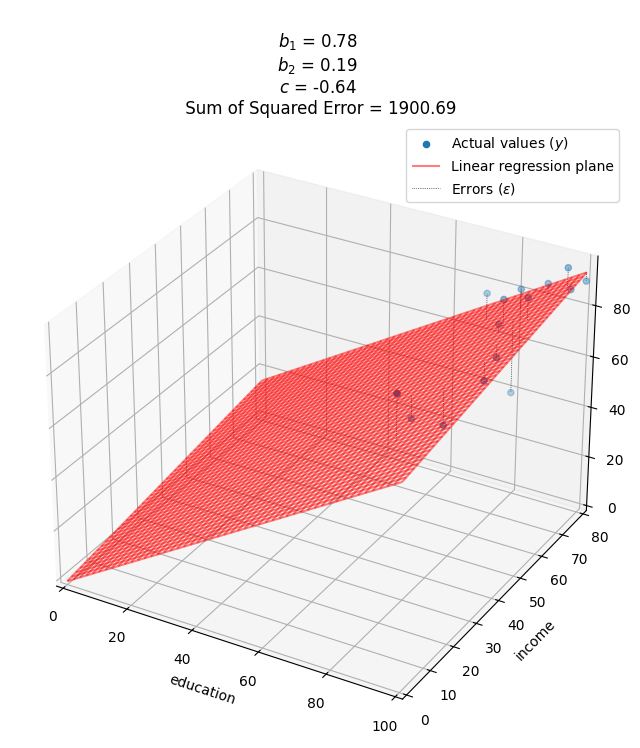 b₁ = 0.78
b₂ = 0.19
c = -0.64
Sum of Squared Error = 1900.69
Actual values (y)
Linear regression plane
Errors (ε)
80
60
40
20
0
0
20
40
60
80
100
education
0
10
20
30
40
50
60
70
80
income